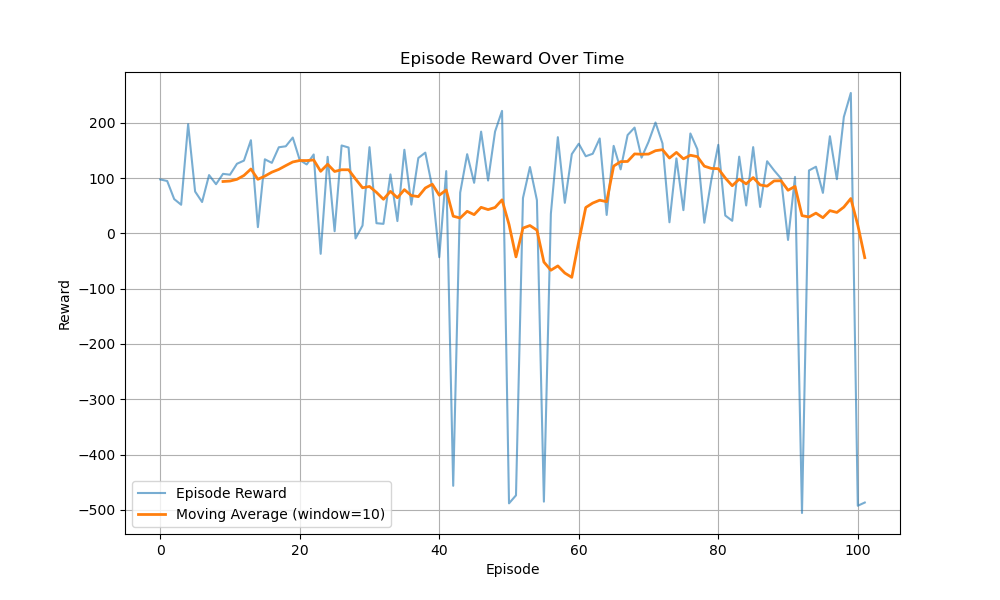 Episode Reward Over Time
Reward
200
100
0
−100
−200
−300
−400
−500
Episode Reward
Moving Average (window=10)
0 20 40 60 80 100
Episode